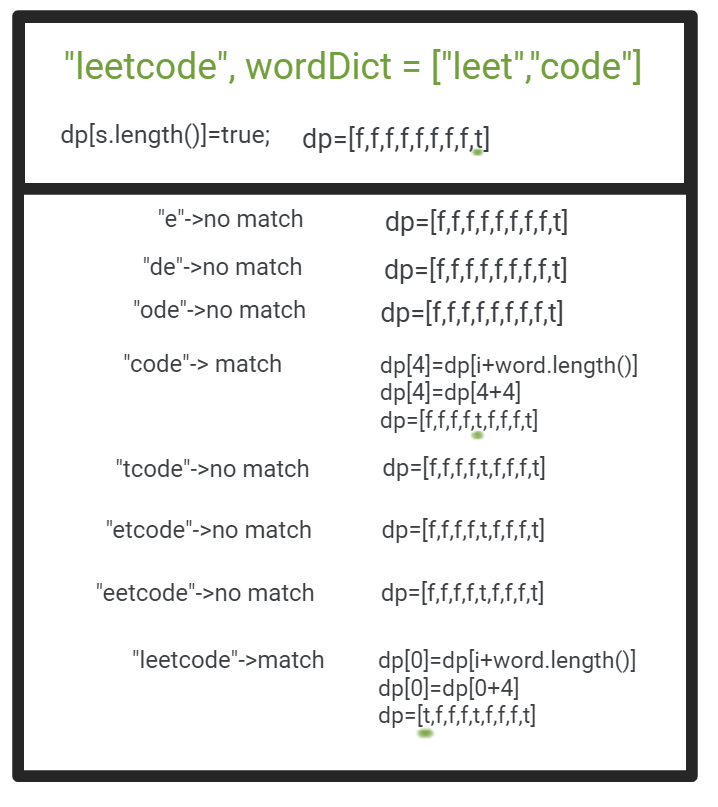 "leetcode", wordDict = ["leet","code"]
dp[s.length()]=true; dp=[f,f,f,f,f,f,f,f,t]
"e"->no match dp=[f,f,f,f,f,f,f,f,t]
"de"->no match dp=[f,f,f,f,f,f,f,f,t]
"ode"->no match dp=[f,f,f,f,f,f,f,f,t]
"code"-> match dp[4]=dp[i+word.length()]
dp[4]=dp[4+4]
dp=[f,f,f,f,t,f,f,f,t]
"tcode"->no match dp=[f,f,f,f,t,f,f,f,t]
"etcode"->no match dp=[f,f,f,f,t,f,f,f,t]
"eetcode"->no match dp=[f,f,f,f,t,f,f,f,t]
"leetcode"->match dp[0]=dp[i+word.length()]
dp[0]=dp[0+4]
dp=[t,f,f,f,t,f,f,f,t]